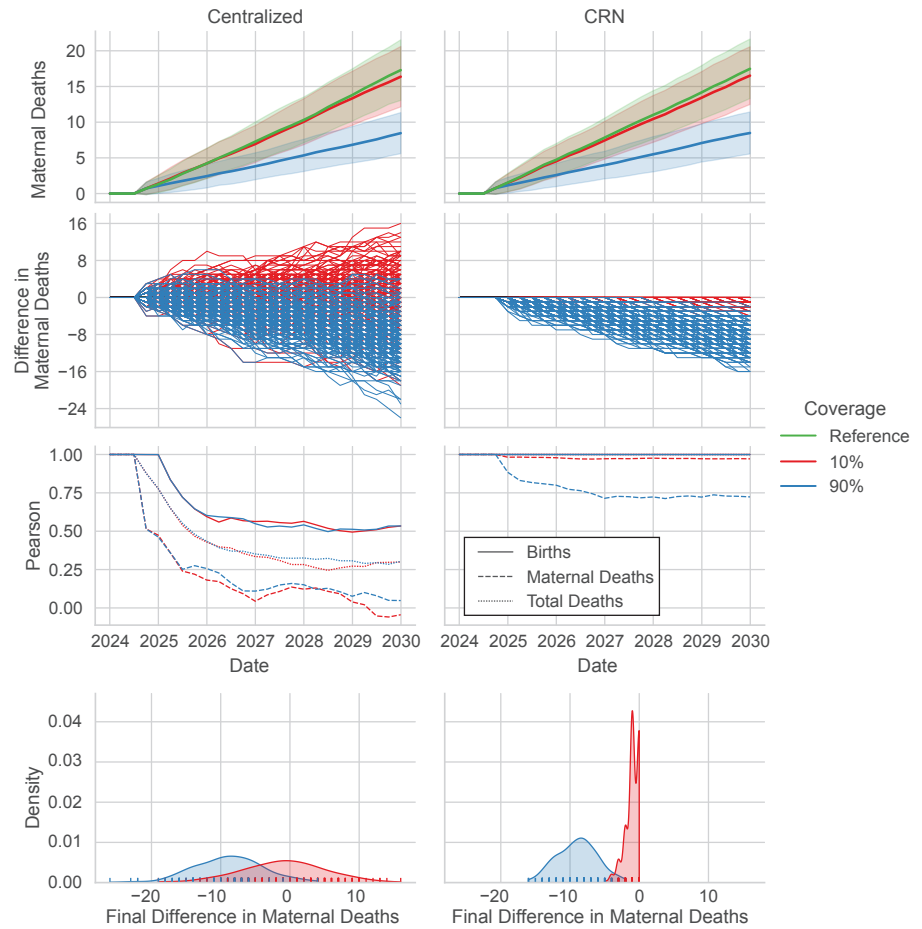 Centralized
CRN
Maternal Deaths
20
15
10
5
0
Difference in
Maternal Deaths
16
8
0
−8
−16
−24
Coverage
Reference
10%
90%
Pearson
1.00
0.75
0.50
0.25
0.00
Births
Maternal Deaths
Total Deaths
2024 2025 2026 2027 2028 2029 2030
2024 2025 2026 2027 2028 2029 2030
Date
Date
Density
0.04
0.03
0.02
0.01
0.00
−20 −10 0 10
−20 −10 0 10
Final Difference in Maternal Deaths
Final Difference in Maternal Deaths